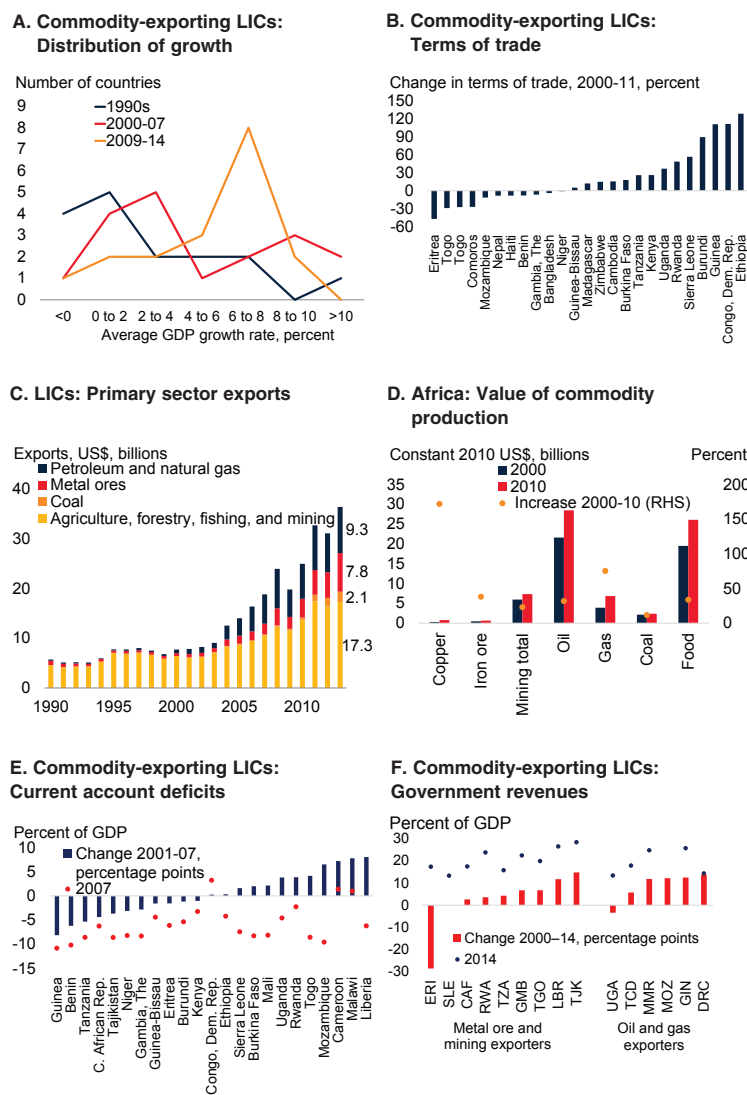 A. Commodity-exporting LICs:
Distribution of growth
Number of countries
9
8
7
6
5
4
3
2
1
0
1990s
2000-07
2009-14
<0 0 to 2 2 to 4 4 to 6 6 to 8 8 to 10 >10
Average GDP growth rate, percent
B. Commodity-exporting LICs:
Terms of trade
Change in terms of trade, 2000-11, percent
150
120
90
60
30
0
-30
-60
Eritrea
Togo
Togo
Comoros
Mozambique
Nepal
Haiti
Benin
Gambia, The
Bangladesh
Niger
Guinea-Bissau
Madagascar
Zimbabwe
Cambodia
Burkina Faso
Tanzania
Kenya
Uganda
Rwanda
Sierra Leone
Burundi
Guinea
Congo, Dem. Rep.
Ethiopia
C. LICs: Primary sector exports
Exports, US$, billions
Petroleum and natural gas
Metal ores
Coal
Agriculture, forestry, fishing, and mining
40
30
20
10
0
9.3
7.8
2.1
17.3
1990 1995 2000 2005 2010
D. Africa: Value of commodity
production
Constant 2010 US$, billions
Percent
2000
2010
Increase 2000-10 (RHS)
35
30
25
20
15
10
5
0
200
150
100
50
0
Copper
Iron ore
Mining total
Oil
Gas
Coal
Food
E. Commodity-exporting LICs:
Current account deficits
Percent of GDP
10
5
0
-5
-10
-15
Change 2001-07,
percentage points
2007
Guinea
Benin
Tanzania
C. African Rep.
Tajikistan
Niger
Gambia, The
Guinea-Bissau
Eritrea
Burundi
Kenya
Congo, Dem. Rep.
Ethiopia
Sierra Leone
Burkina Faso
Mali
Uganda
Rwanda
Togo
Mozambique
Cameroon
Malawi
Liberia
F. Commodity-exporting LICs:
Government revenues
Percent of GDP
30
20
10
0
-10
-20
-30
Change 2000–14, percentage points
2014
ERI
SLE
CAF
RWA
TZA
GMB
TGO
LBR
TJK
UGA
TCD
MMR
MOZ
GIN
DRC
Metal ore and
mining exporters
Oil and gas
exporters